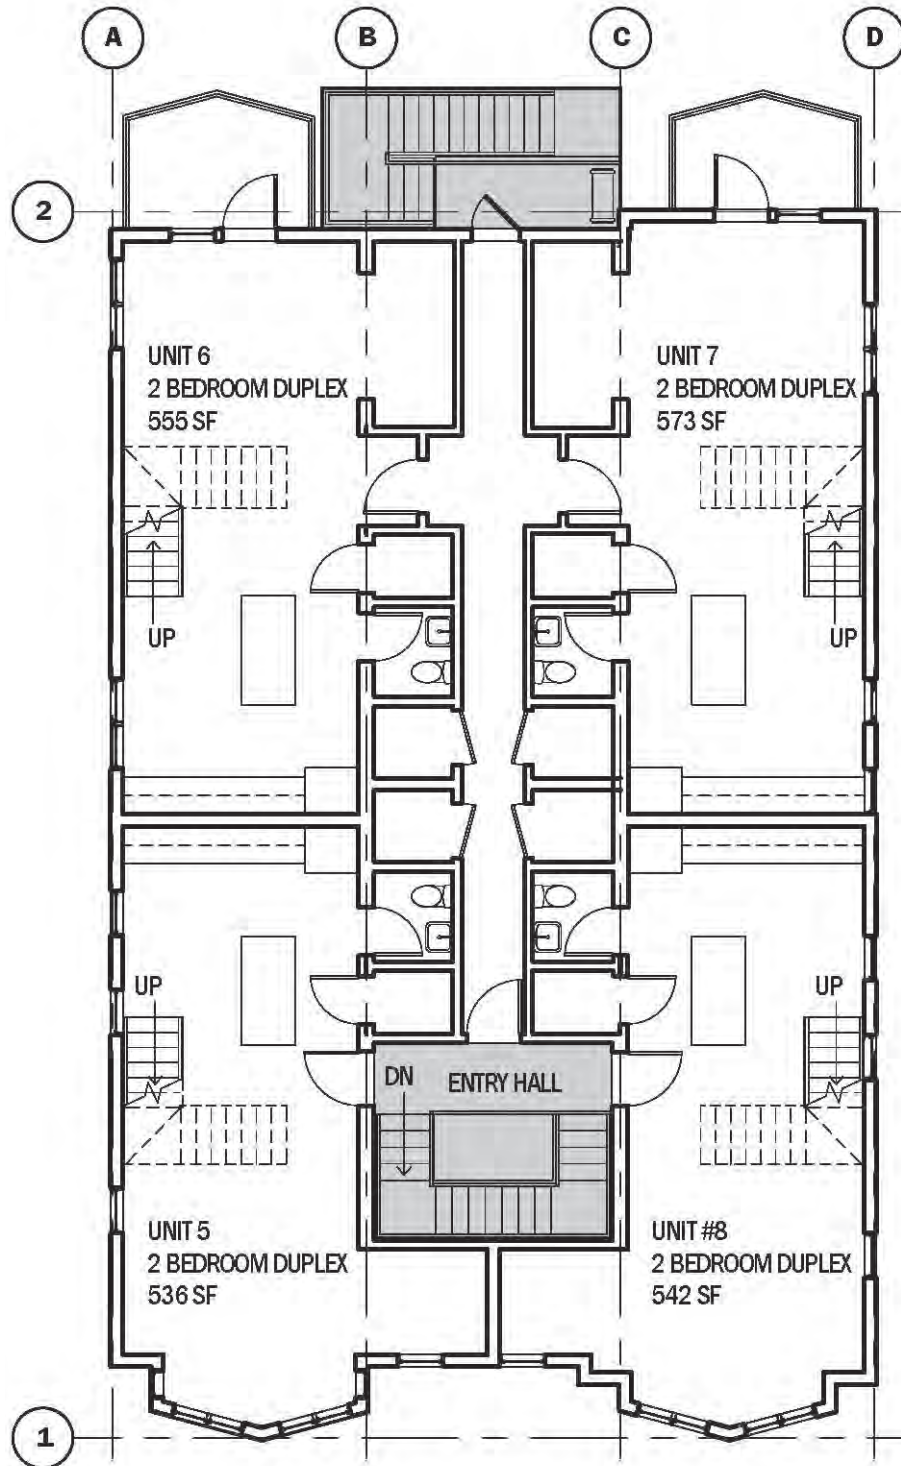 A
B
C
D
2
UNIT 6
2 BEDROOM DUPLEX
555 SF
UNIT 7
2 BEDROOM DUPLEX
573 SF
UP
UP
UP
UP
DN
ENTRY HALL
UNIT 5
2 BEDROOM DUPLEX
536 SF
UNIT #8
2 BEDROOM DUPLEX
542 SF
1